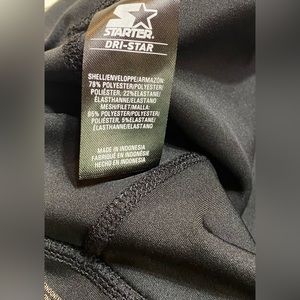 STARTER
DRI-STAR
SHELL/ENVELOPPE/ARMAZÓN:
78% POLYESTER/POLYESTER/
POLIÉSTER, 22% ELASTANE/
ÉLASTHANNE/ELASTANO
MESH/FILET/MALLA:
95% POLYESTER/POLYESTER/
POLIÉSTER, 5% ELASTANE/
ÉLASTHANNE/ELASTANO
MADE IN INDONESIA
FABRIQUÉ EN INDONÉSIE
HECHO EN INDONESIA